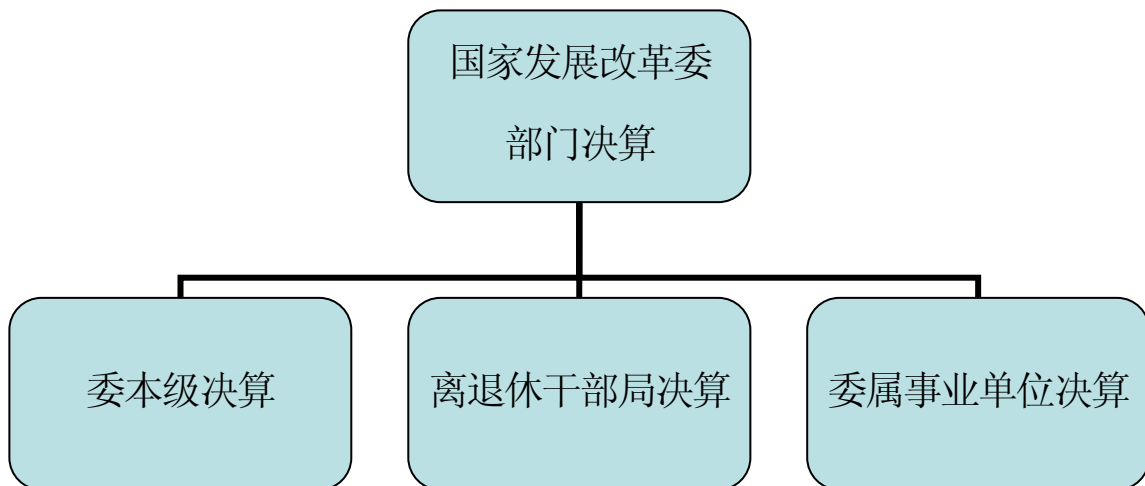 国家发展改革委
部门决算
委本级决算
离退休干部局决算
委属事业单位决算